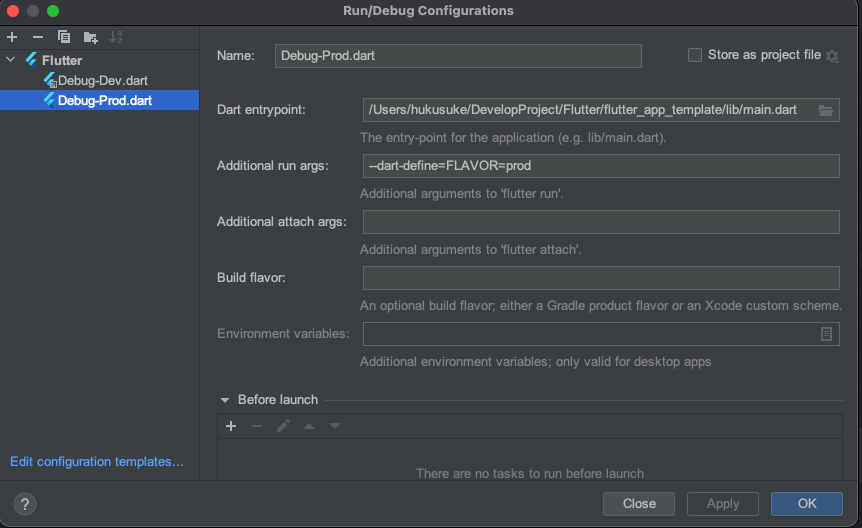 Run/Debug Configurations
Flutter
Debug-Dev.dart
Debug-Prod.dart
Edit configuration templates...
Name: Debug-Prod.dart Store as project file
Dart entrypoint: /Users/hukusuke/DevelopProject/Flutter/flutter_app_template/lib/main.dart
The entry-point for the application (e.g. lib/main.dart).
Additional run args: --dart-define=FLAVOR=prod
Additional arguments to 'flutter run'.
Additional attach args:
Additional arguments to 'flutter attach'.
Build flavor:
An optional build flavor; either a Gradle product flavor or an Xcode custom scheme.
Environment variables:
Additional environment variables; only valid for desktop apps
Before launch
There are no tasks to run before launch
? Close Apply OK